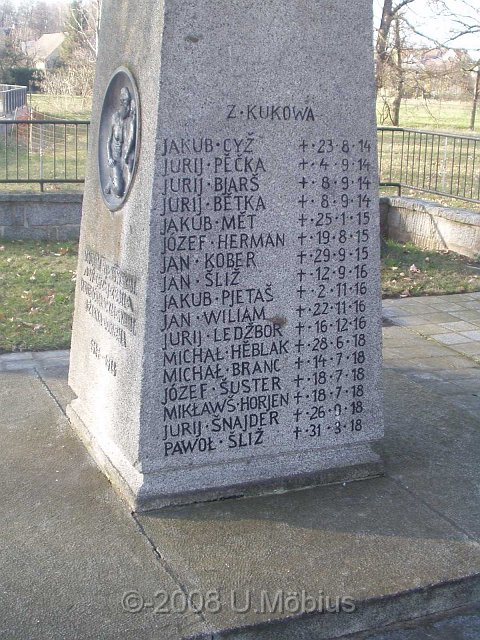 Z·KUKOWA
JAKUB·CYŽ +·23·8·14
JURIJ·PĚČKA +·4·9·14
JURIJ·BJARŠ +·8·9·14
JURIJ·BĚTKA +·8·9·14
JAKUB·MĚT +·25·1·15
JÓZEF·HERMAN +·19·8·15
JAN·KOBER +·29·9·15
JAN·ŠLIŽ +·12·9·16
JAKUB·PJETAŠ +·2·11·16
JAN·WILIAM +·22·11·16
JURIJ·LEDŹBOR +·16·12·16
MICHAŁ·HĚBLAK +·28·6·18
MICHAŁ·BRANC +·14·7·18
JÓZEF·ŠUSTER +·18·7·18
MIKŁAWŠ·HORJEN +·18·7·18
JURIJ·ŠNAJDER +·26·9·18
PAWOŁ·ŠLIŽ +·31·3·18
©-2008 U.Möbius